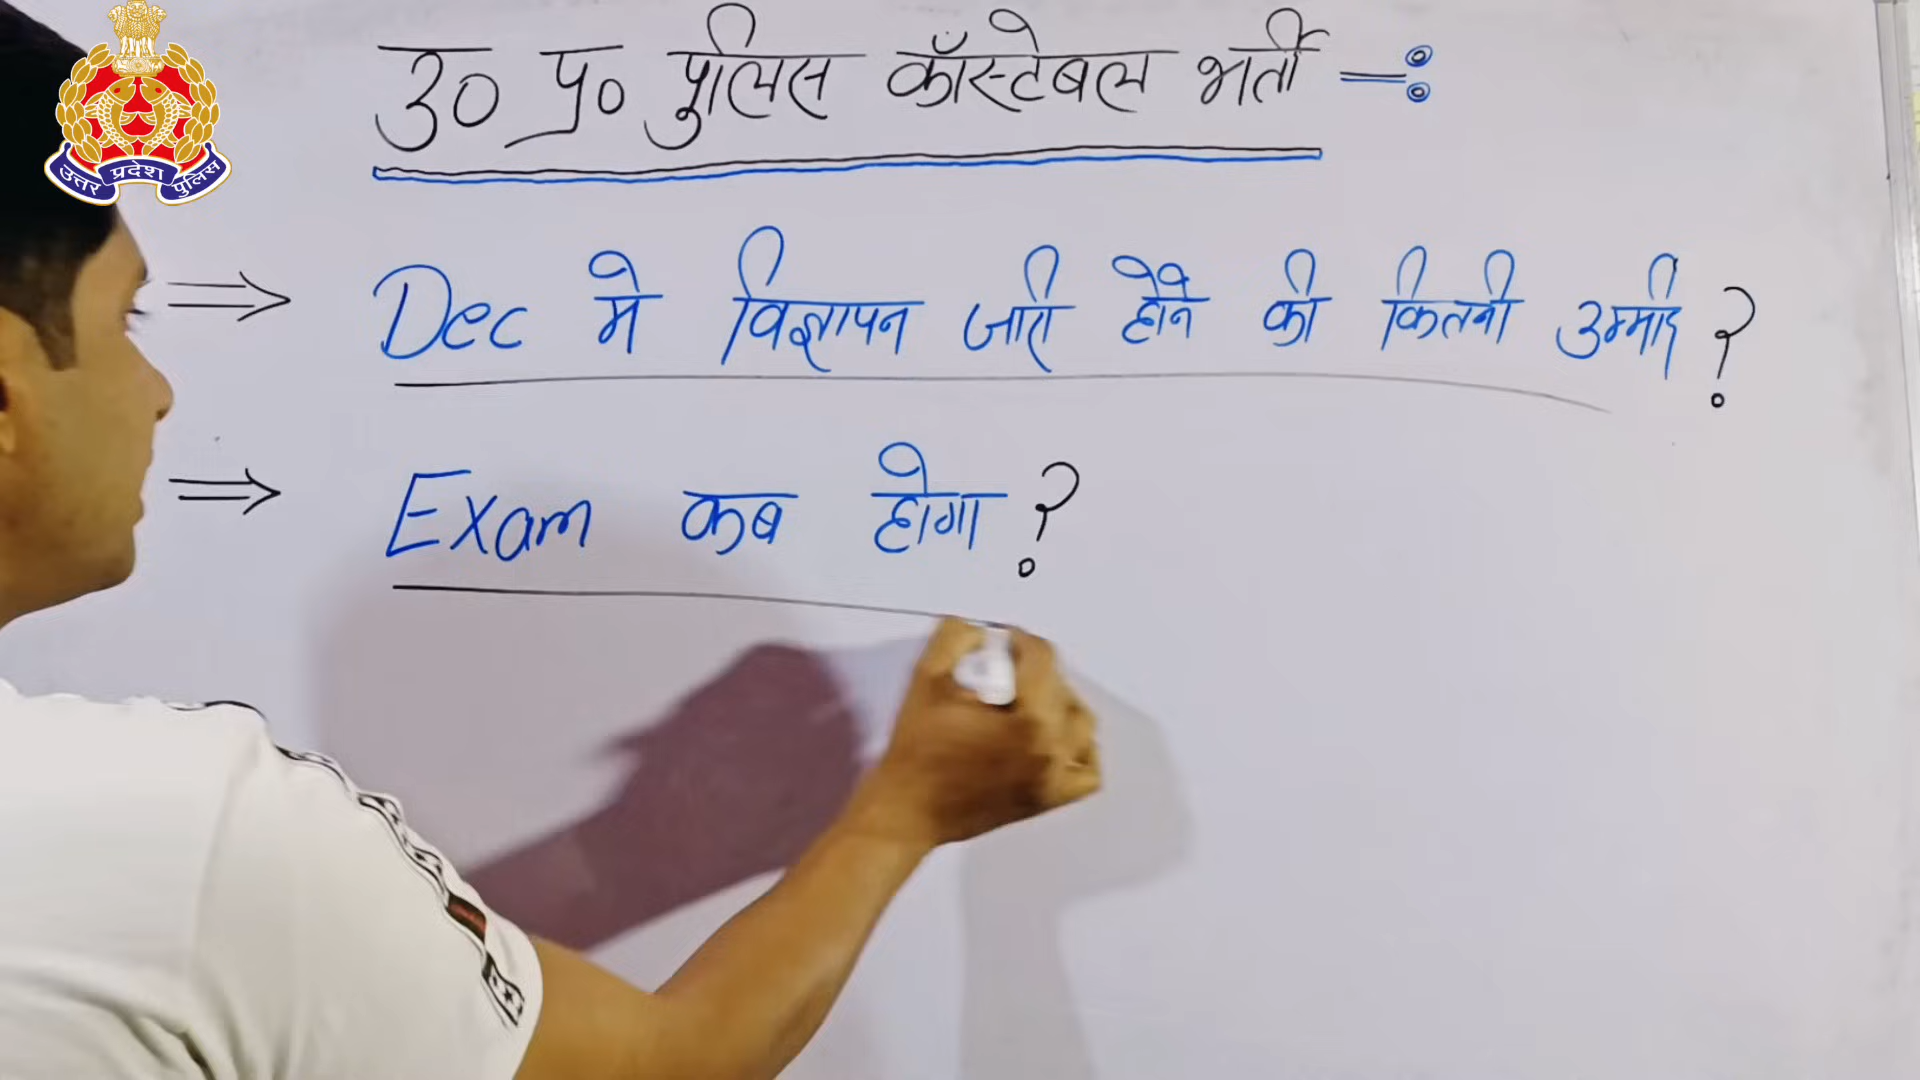 उत्तर प्रदेश पुलिस
उ० प्र० पुलिस कॉस्टेबल भर्ती -:
⇒ Dec मे विज्ञापन जारी होने की कितनी उम्मीद ?
⇒ Exam कब होगा ?